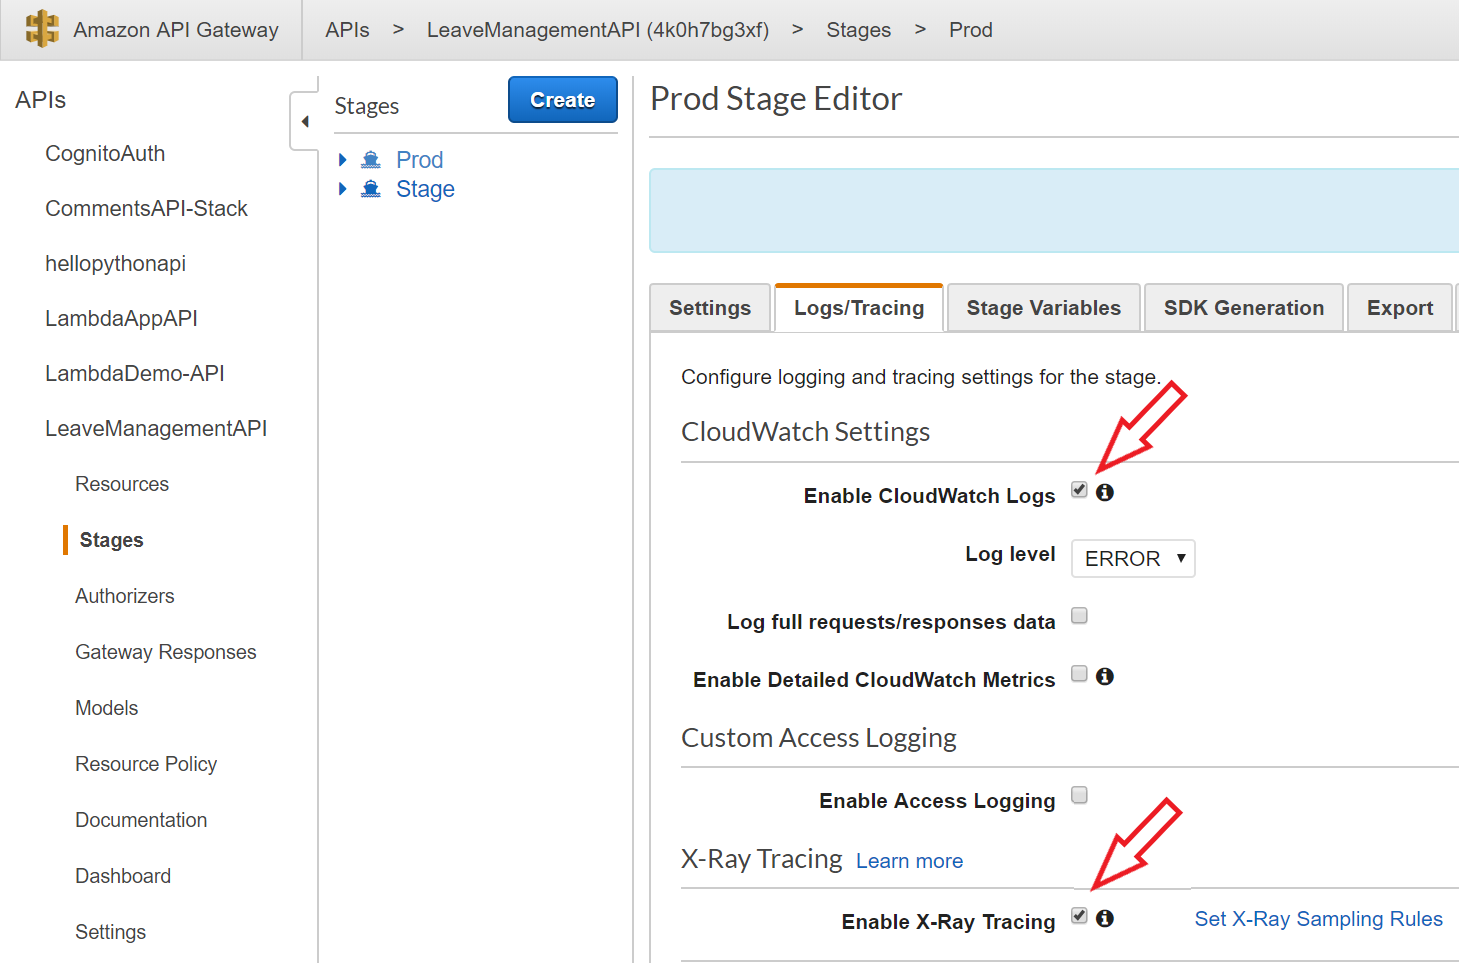 Amazon API Gateway
APIs > LeaveManagementAPI (4k0h7bg3xf) > Stages > Prod
APIs
CognitoAuth
CommentsAPI-Stack
hellopythonapi
LambdaAppAPI
LambdaDemo-API
LeaveManagementAPI
Resources
Stages
Authorizers
Gateway Responses
Models
Resource Policy
Documentation
Dashboard
Settings
Stages
Create
Prod
Stage
Prod Stage Editor
Settings
Logs/Tracing
Stage Variables
SDK Generation
Export
Configure logging and tracing settings for the stage.
CloudWatch Settings
Enable CloudWatch Logs
Log level
ERROR
Log full requests/responses data
Enable Detailed CloudWatch Metrics
Custom Access Logging
Enable Access Logging
X-Ray Tracing Learn more
Enable X-Ray Tracing
Set X-Ray Sampling Rules